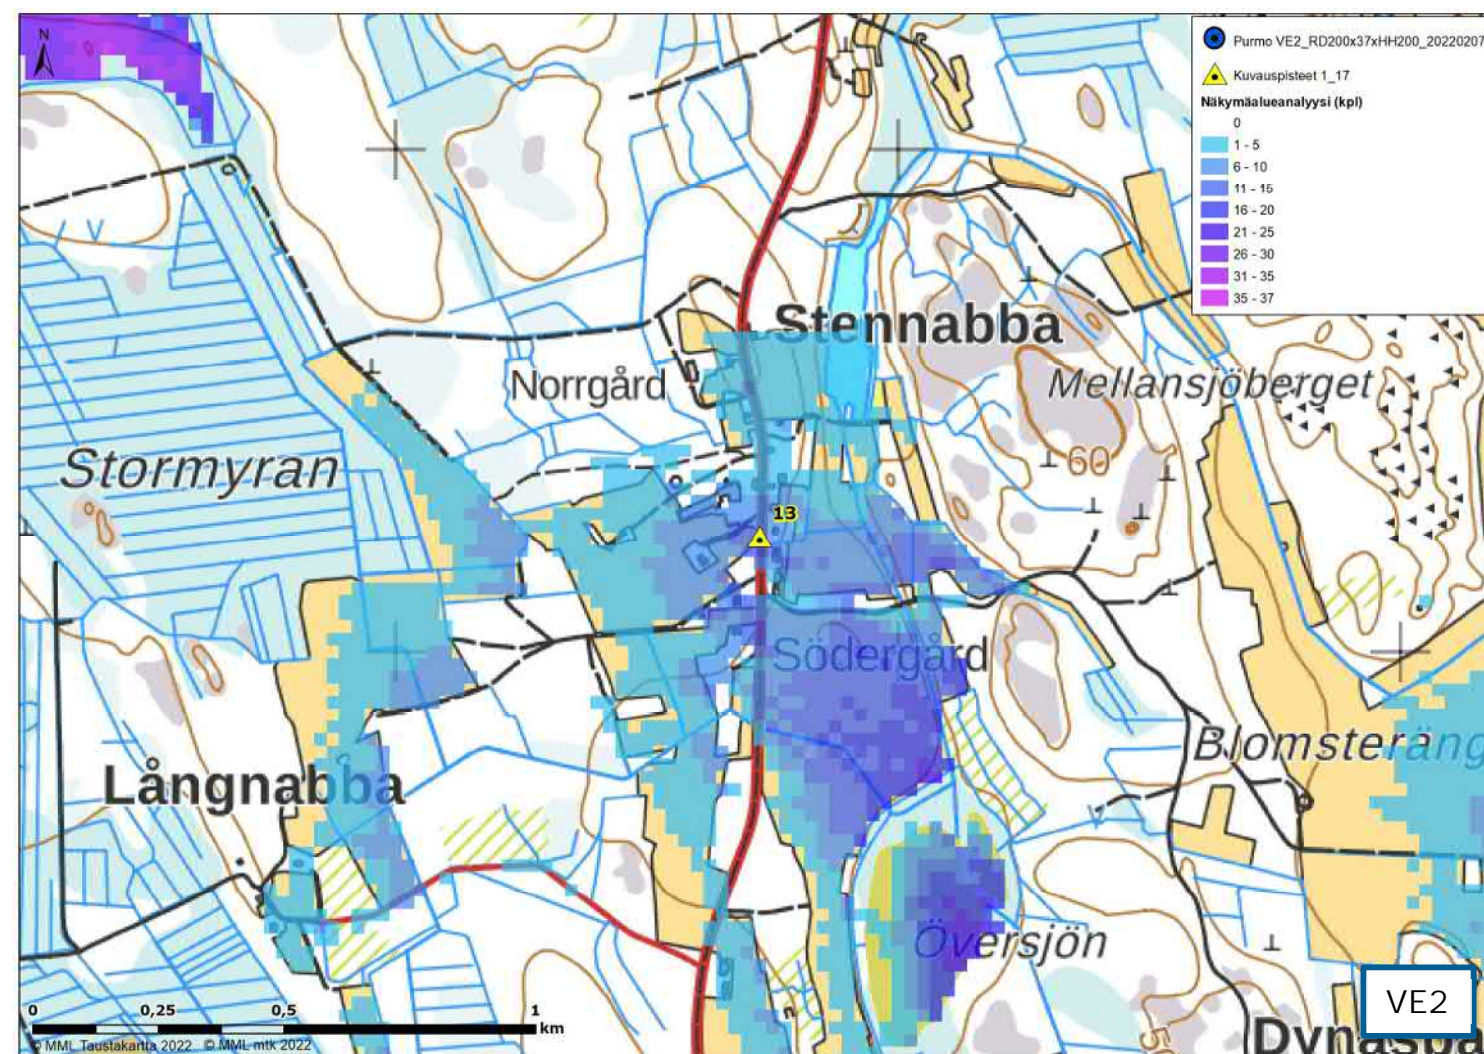 N
Purmo VE2_RD200x37xHH200_20220207
Kuvauspisteet 1_17
Näkymäalueanalyysi (kpl)
0
1 - 5
6 - 10
11 - 15
16 - 20
21 - 25
26 - 30
31 - 35
35 - 37
Stennabba
Norrgård
Mellansjöberget
Stormyran
60
13
Södergård
Blomsteräng
Långnabba
Översjön
50
VE2
Dynasba
0 0,25 0,5 1
km
© MML Taustakartta 2022 © MML mtk 2022